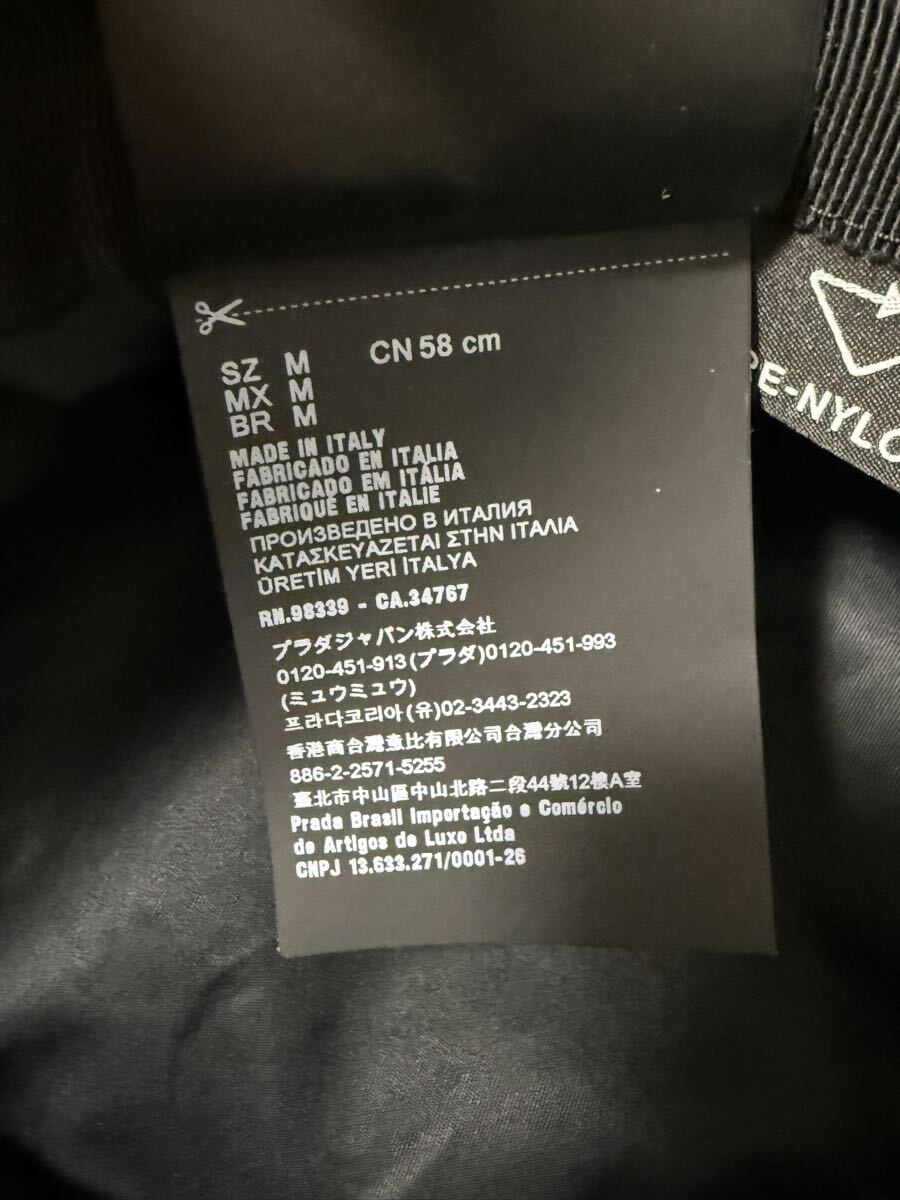 SZ M CN 58 cm
MX M
BR M
MADE IN ITALY
FABRICADO EN ITALIA
FABRICADO EM ITÁLIA
FABRIQUÉ EN ITALIE
ПРОИЗВЕДЕНО В ИТАЛИЯ
ΚΑΤΑΣΚΕΥΑΖΕΤΑΙ ΣΤΗΝ ΙΤΑΛΙΑ
ÜRETİM YERİ İTALYA
RN.98339 - CA.34767
プラダジャパン株式会社
0120-451-913(プラダ)0120-451-993
(ミュウミュウ)
프라다코리아(유)02-3443-2323
香港商台灣意比有限公司台灣分公司
886-2-2571-5255
臺北市中山區中山北路二段44號12樓A室
Prada Brasil Importação e Comércio
de Artigos de Luxo Ltda
CNPJ 13.633.271/0001-26